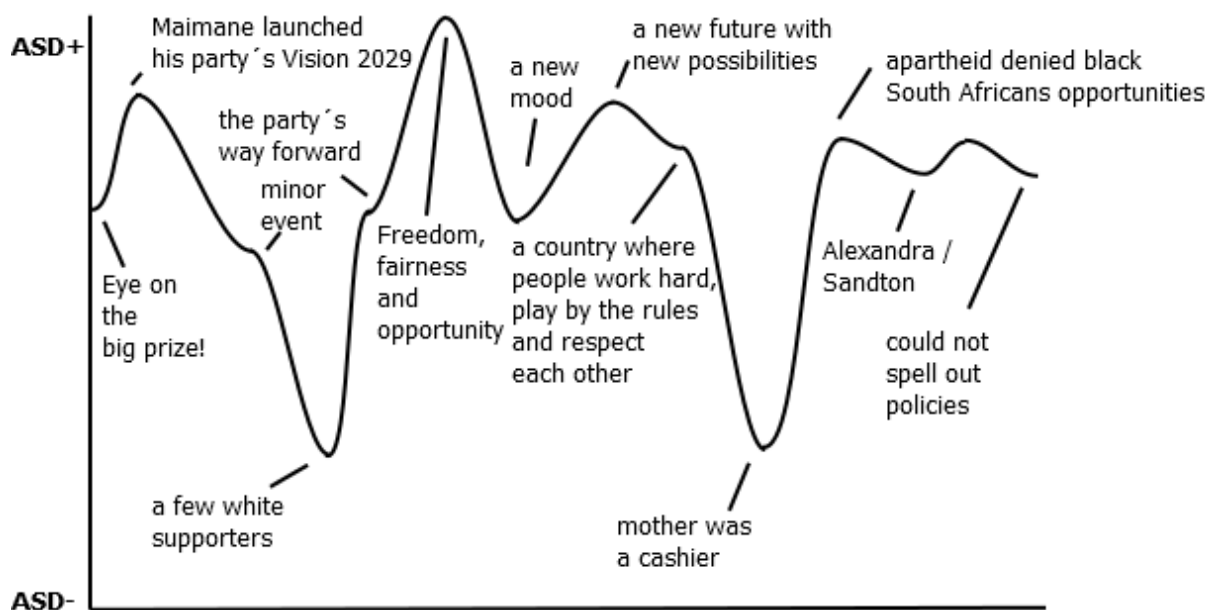 ASD+
Maimane launched
his party´s Vision 2029
the party´s
way forward
minor
event
Eye on
the
big prize!
a few white
supporters
Freedom,
fairness
and
opportunity
a new
mood
a new future with
new possibilities
a country where
people work hard,
play by the rules
and respect
each other
mother was
a cashier
apartheid denied black
South Africans opportunities
Alexandra /
Sandton
could not
spell out
policies
ASD-